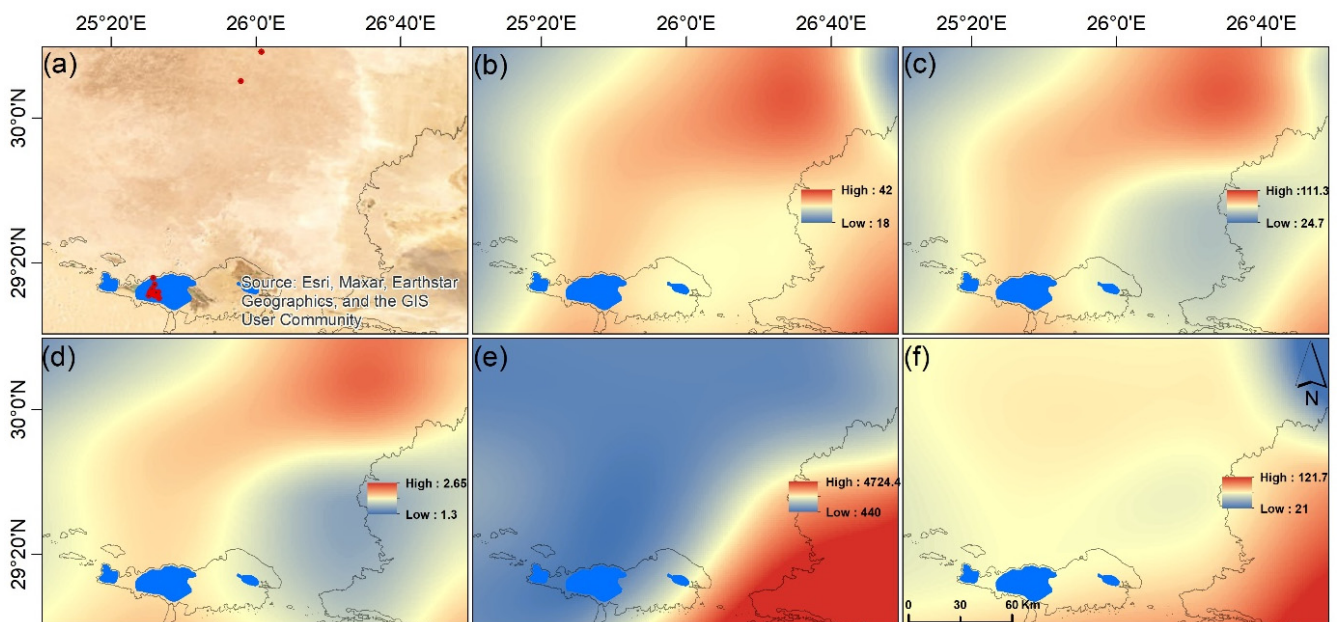 25°20'E 26°0'E 26°40'E 25°20'E 26°0'E 26°40'E 25°20'E 26°0'E 26°40'E
(a)
30°0'N
29°20'N
Source: Esri, Maxar, Earthstar
Geographics, and the GIS
User Community
(b)
High : 42
Low : 18
(c)
High :111.3
Low : 24.7
(d)
30°0'N
29°20'N
High : 2.65
Low : 1.3
(e)
High : 4724.4
Low : 440
(f)
N
High : 121.7
Low : 21
0 30 60 Km